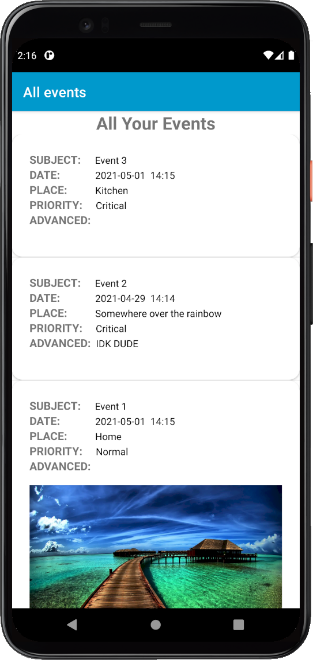 2:16
All events
All Your Events
SUBJECT: Event 3
DATE: 2021-05-01 14:15
PLACE: Kitchen
PRIORITY: Critical
ADVANCED:
SUBJECT: Event 2
DATE: 2021-04-29 14:14
PLACE: Somewhere over the rainbow
PRIORITY: Critical
ADVANCED: IDK DUDE
SUBJECT: Event 1
DATE: 2021-05-01 14:15
PLACE: Home
PRIORITY: Normal
ADVANCED: